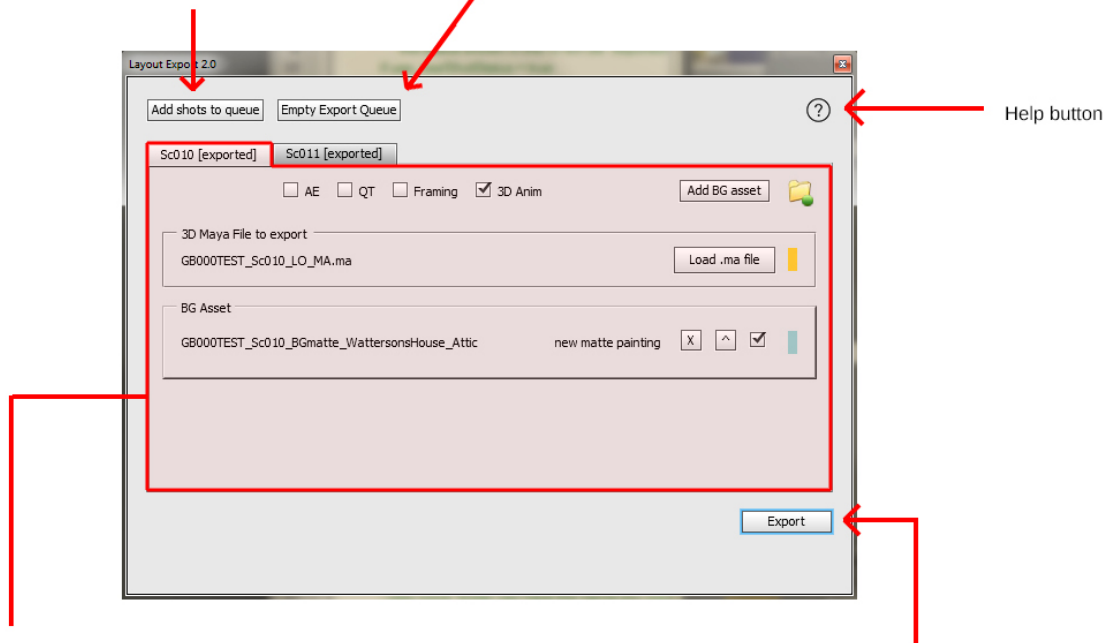 Layout Export 2.0
Add shots to queue
Empty Export Queue
?
Help button
Sc010 [exported]
Sc011 [exported]
AE
QT
Framing
3D Anim
Add BG asset
3D Maya File to export
GB000TEST_Sc010_LO_MA.ma
Load .ma file
BG Asset
GB000TEST_Sc010_BGmatte_WattersonsHouse_Attic
new matte painting
X
^
Export